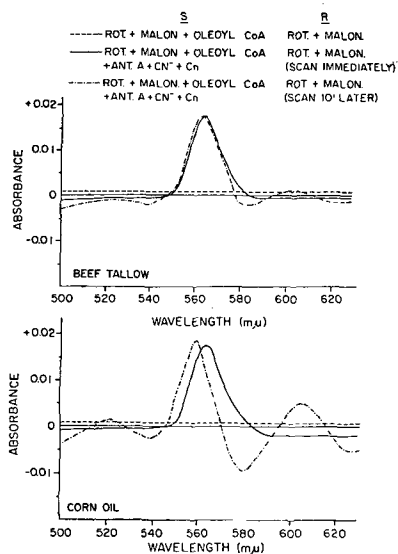 S R
ROT. + MALON + OLEOYL CoA ROT. + MALON.
ROT. + MALON + OLEOYL CoA ROT. + MALON.
+ANT. A + CN⁻ + Cn (SCAN IMMEDIATELY)
ROT. + MALON. + OLEOYL CoA ROT + MALON.
+ANT. A + CN⁻ + Cn (SCAN 10' LATER)
+0.02
0.01
0
-0.01
ABSORBANCE
BEEF TALLOW
500 520 540 560 580 600 620
WAVELENGTH (mμ)
+0.02
0.01
0
-0.01
ABSORBANCE
CORN OIL
500 520 540 560 580 600 620
WAVELENGTH (mμ)